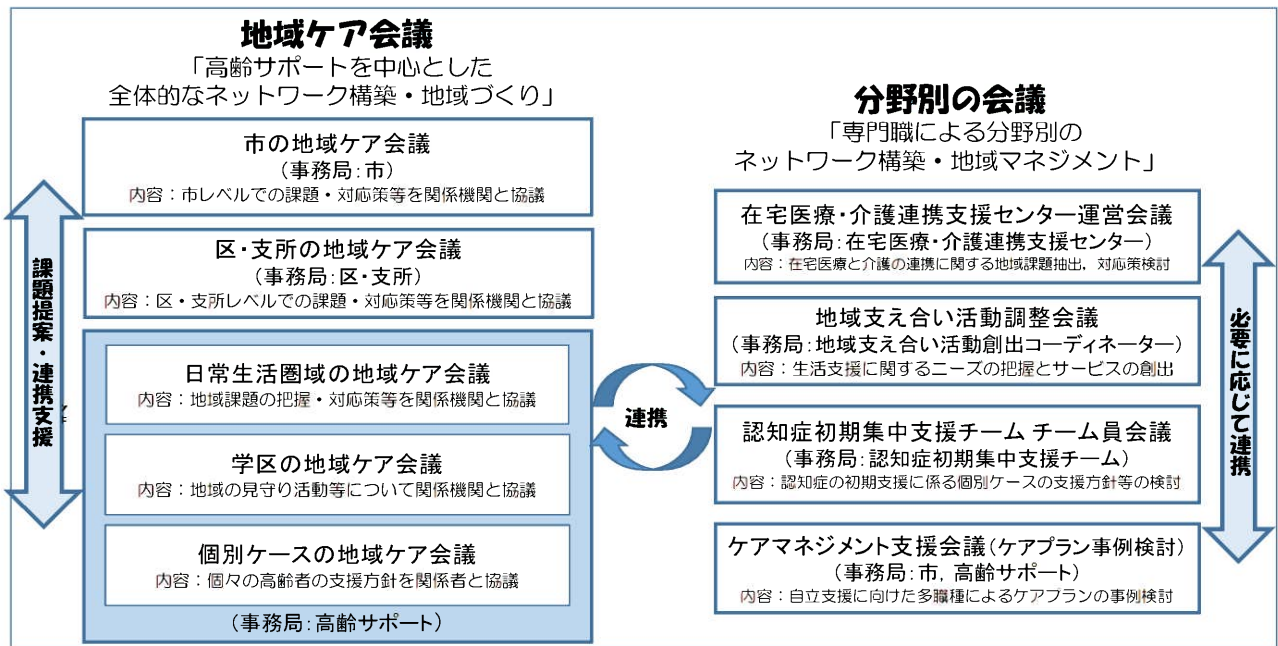 地域ケア会議
「高齢サポートを中心とした
全体的なネットワーク構築・地域づくり」
市の地域ケア会議
(事務局:市)
内容：市レベルでの課題・対応策等を関係機関と協議
区・支所の地域ケア会議
(事務局:区・支所)
内容：区・支所レベルでの課題・対応策等を関係機関と協議
日常生活圏域の地域ケア会議
内容：地域課題の把握・対応策等を関係機関と協議
学区の地域ケア会議
内容：地域の見守り活動等について関係機関と協議
個別ケースの地域ケア会議
内容：個々の高齢者の支援方針を関係者と協議
(事務局:高齢サポート)
課題提案・連携支援
連携
分野別の会議
「専門職による分野別の
ネットワーク構築・地域マネジメント」
在宅医療・介護連携支援センター運営会議
(事務局:在宅医療・介護連携支援センター)
内容：在宅医療と介護の連携に関する地域課題抽出，対応策検討
地域支え合い活動調整会議
(事務局:地域支え合い活動創出コーディネーター)
内容：生活支援に関するニーズの把握とサービスの創出
認知症初期集中支援チーム チーム員会議
(事務局:認知症初期集中支援チーム)
内容：認知症の初期支援に係る個別ケースの支援方針等の検討
ケアマネジメント支援会議(ケアプラン事例検討)
(事務局:市，高齢サポート)
内容：自立支援に向けた多職種によるケアプランの事例検討
必要に応じて連携